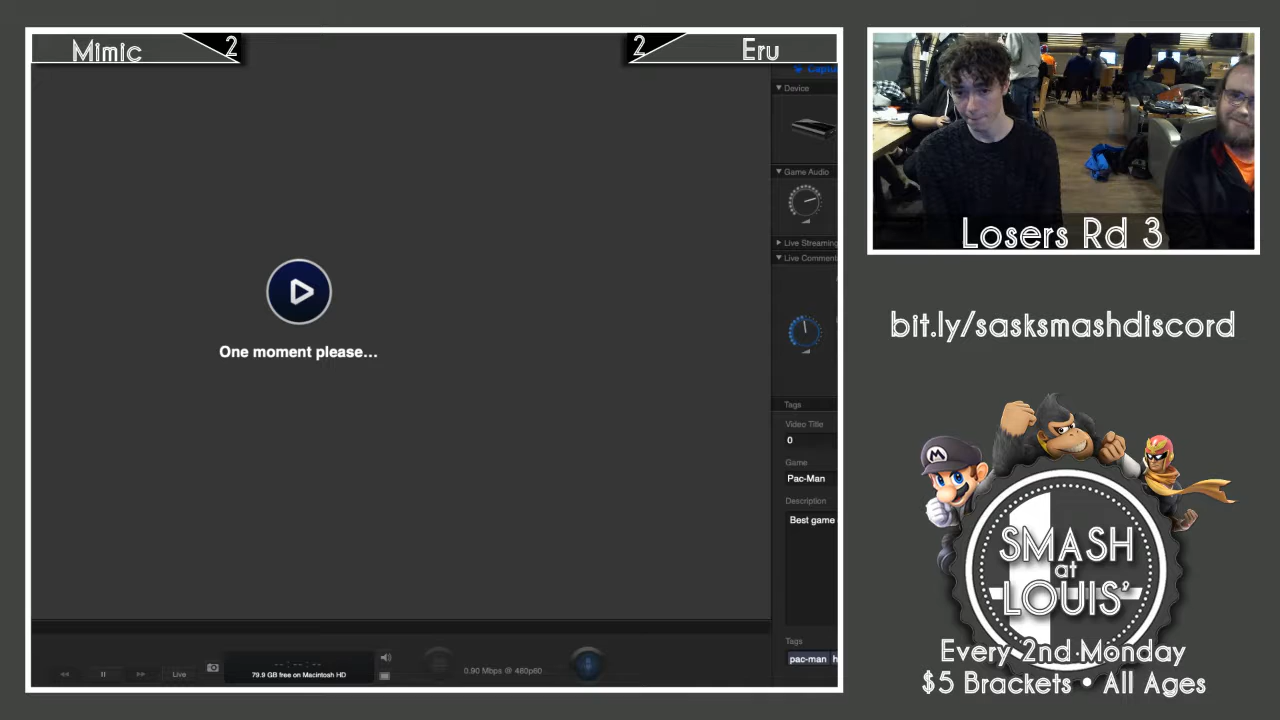 Mimic 2
2 Eru
Device
Game Audio
Live Streaming
Live Comment
One moment please...
Tags
Video Title
0
Game
Pac-Man
Description
Best game
Tags
pac-man
Live
79.9 GB free on Macintosh HD
0.90 Mbps @ 480p60
Losers Rd 3
bit.ly/sasksmashdiscord
M
SMASH
at
LOUIS'
Every 2nd Monday
$5 Brackets • All Ages